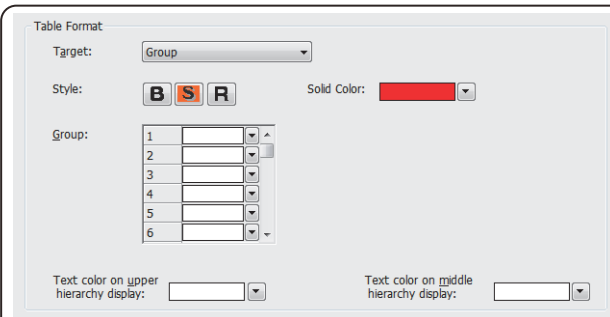 Table Format
Target: Group
Style: B S R Solid Color:
Group: 1
2
3
4
5
6
Text color on upper
hierarchy display:
Text color on middle
hierarchy display: